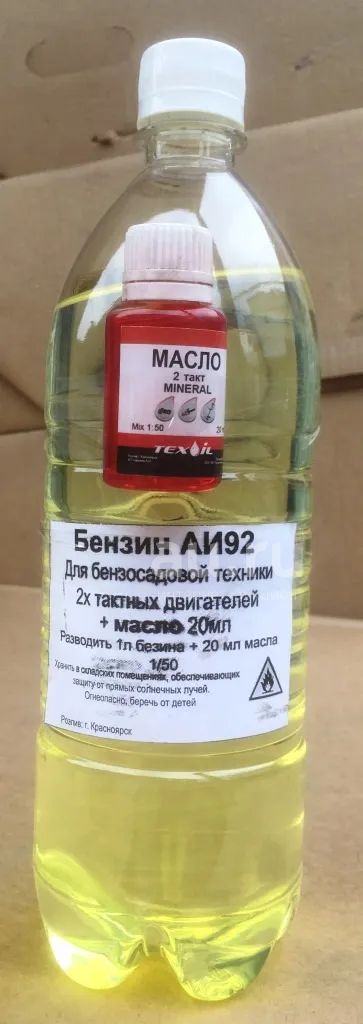 МАСЛО
2 такт
MINERAL
Mix 1:50
TEXOIL
Бензин АИ92
Для бензосадовой техники
2х тактных двигателей
+ масло 20мл
Разводить 1л безина + 20 мл масла
1/50
Хранить в складских помещениях, обеспечивающих
защиту от прямых солнечных лучей.
Огнеопасно, беречь от детей
Розлив: г. Красноярск